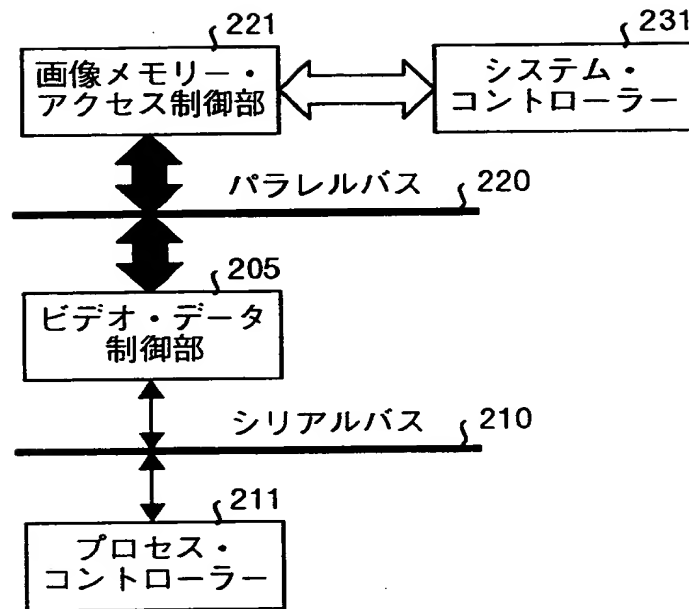 221
画像メモリー・
アクセス制御部
231
システム・
コントローラー
パラレルバス
220
205
ビデオ・データ
制御部
シリアルバス
210
211
プロセス・
コントローラー